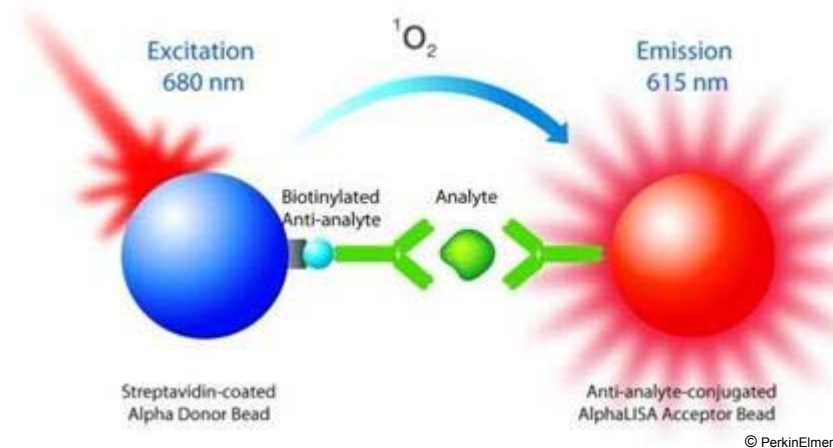 Excitation
680 nm
¹O₂
Emission
615 nm
Biotinylated
Anti-analyte
Analyte
Streptavidin-coated
Alpha Donor Bead
Anti-analyte-conjugated
AlphaLISA Acceptor Bead
© PerkinElmer